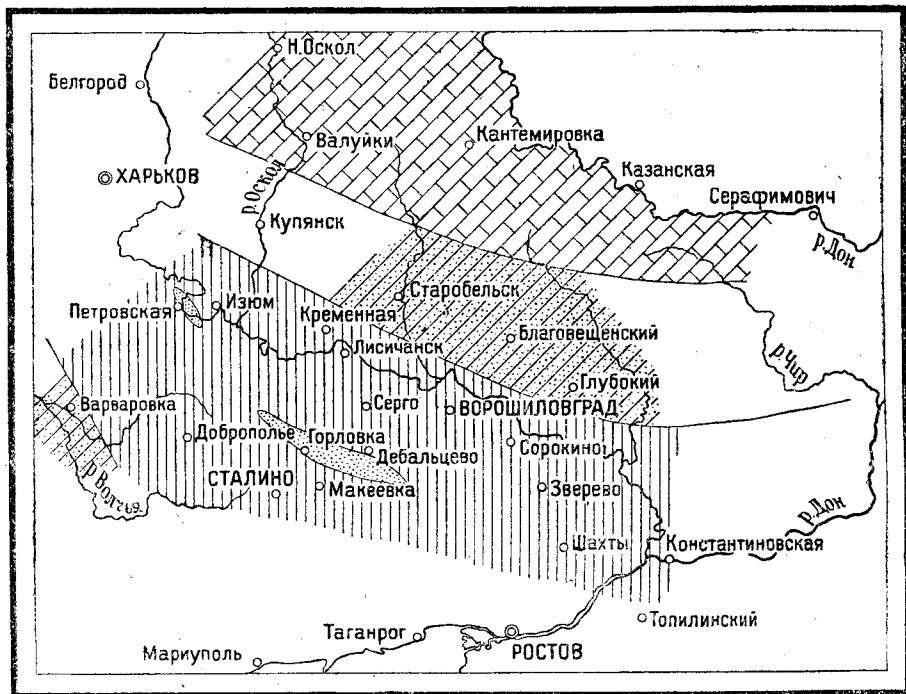 Н.Оскол
Белгород
Валуйки
Кантемировка
ХАРЬКОВ
Казанская
Серафимович
р.Оскол
Купянск
р.Дон
Старобельск
Петровская
Изюм
Кременная
Благовещенский
Лисичанск
р.Чир
Глубокий
Варваровка
Серго
ВОРОШИЛОВГРАД
Доброполье
Горловка
Дебальцево
Сорокино
СТАЛИНО
Макеевка
Зверево
р.Волчья
р.Дон
Шахты
Константиновская
Топилинский
Таганрог
РОСТОВ
Мариуполь